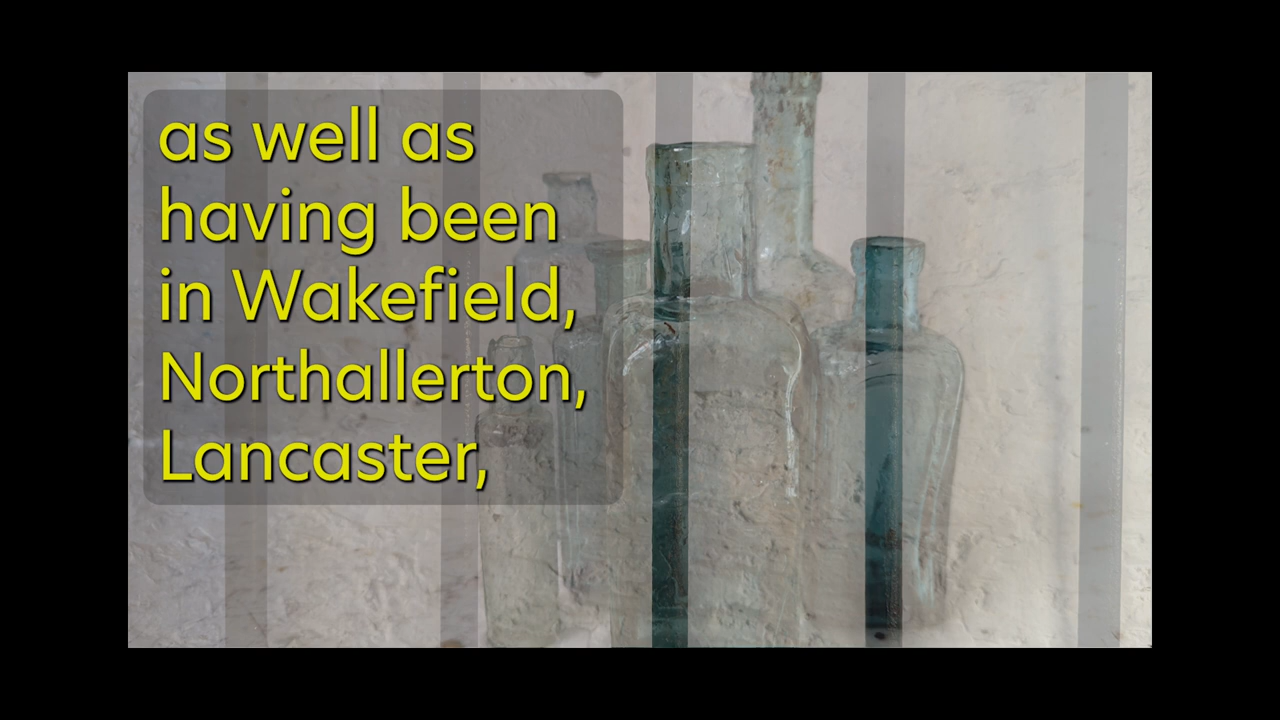 as well as
having been
in Wakefield,
Northallerton,
Lancaster,